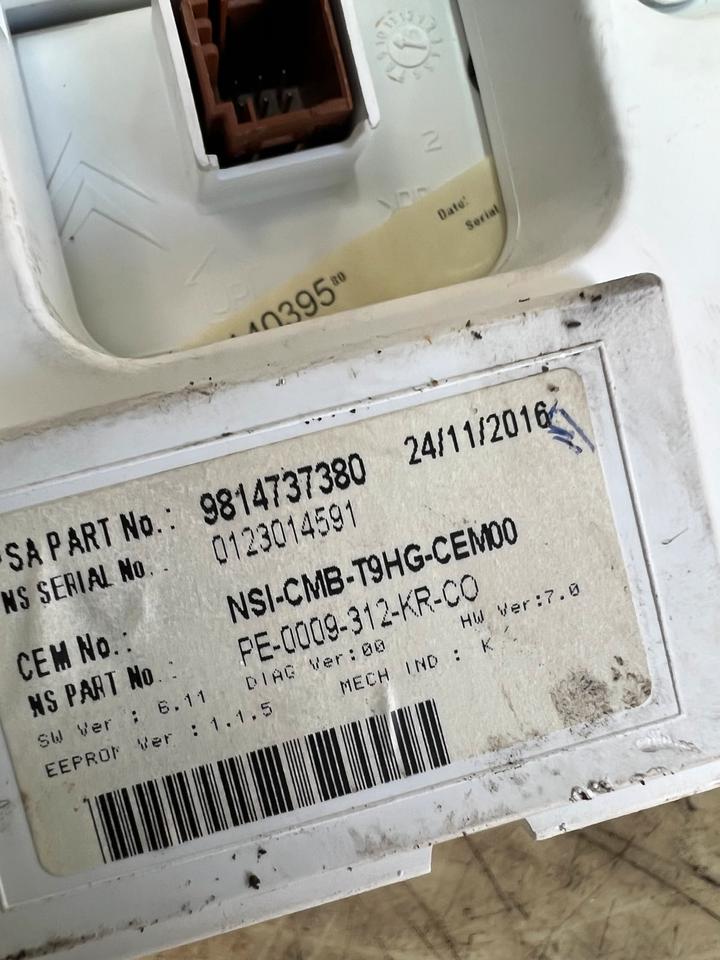 2
Date:
Serial
40395 80
PSA PART No.: 9814737380 24/11/2016
NS SERIAL No.. 0123014591
CEM No.: NSI-CMB-T9HG-CEM00
NS PART No. PE-0009-312-KR-CO
SW Ver : 6.11 DIAG Ver:00 HW Ver:7.0
EEPROM Ver : 1.1.5 MECH IND : K